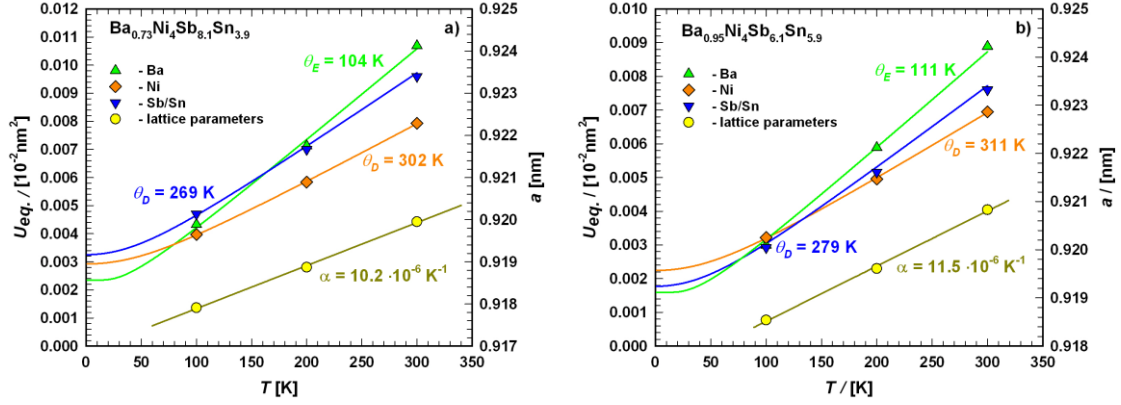 Ba0.73Ni4Sb8.1Sn3.9
a)
- Ba
- Ni
- Sb/Sn
- lattice parameters
θE = 104 K
θD = 302 K
θD = 269 K
α = 10.2 ·10-6 K-1
Ueq. / [10-2nm2]
0.012
0.011
0.010
0.009
0.008
0.007
0.006
0.005
0.004
0.003
0.002
0.001
0.000
0 50 100 150 200 250 300 350
T [K]
0.925
0.924
0.923
0.922
0.921
0.920
0.919
0.918
0.917
a [nm]
Ba0.95Ni4Sb6.1Sn5.9
b)
- Ba
- Ni
- Sb/Sn
- lattice parameters
θE = 111 K
θD = 311 K
θD = 279 K
α = 11.5 ·10-6 K-1
Ueq. / [10-2nm2]
0.010
0.009
0.008
0.007
0.006
0.005
0.004
0.003
0.002
0.001
0.000
0 50 100 150 200 250 300 350
T / [K]
0.925
0.924
0.923
0.922
0.921
0.920
0.919
0.918
a / [nm]